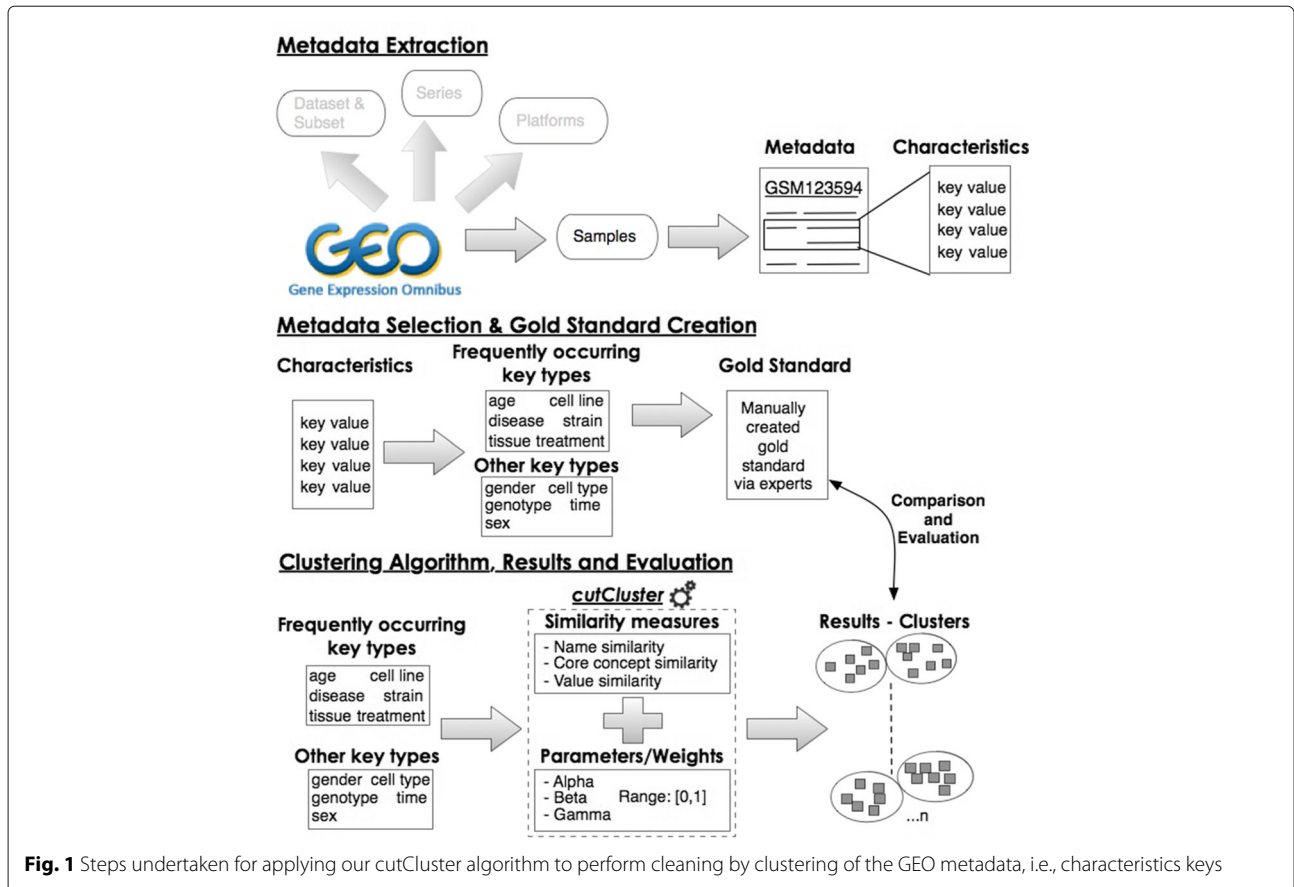 Metadata Extraction
Dataset &
Subset
Series
Platforms
GEO
Gene Expression Omnibus
Samples
Metadata
GSM123594
Characteristics
key value
key value
key value
key value
Metadata Selection & Gold Standard Creation
Characteristics
key value
key value
key value
key value
Frequently occurring
key types
age cell line
disease strain
tissue treatment
Other key types
gender cell type
genotype time
sex
Gold Standard
Manually
created
gold
standard
via experts
Comparison
and
Evaluation
Clustering Algorithm, Results and Evaluation
Frequently occurring
key types
age cell line
disease strain
tissue treatment
Other key types
gender cell type
genotype time
sex
cutCluster
Similarity measures
- Name similarity
- Core concept similarity
- Value similarity
Parameters/Weights
- Alpha
- Beta Range: [0,1]
- Gamma
Results - Clusters
...n
Fig. 1 Steps undertaken for applying our cutCluster algorithm to perform cleaning by clustering of the GEO metadata, i.e., characteristics keys